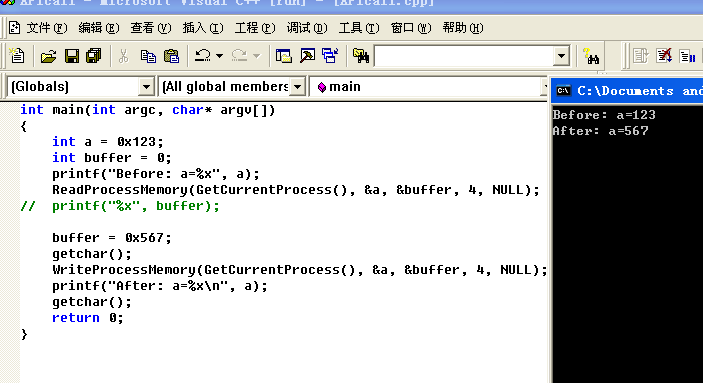 XPICall - Microsoft Visual C++ [run] - [XPICall.cpp]
文件(F) 编辑(E) 查看(V) 插入(I) 工程(P) 调试(D) 工具(T) 窗口(W) 帮助(H)
(Globals) (All global members main
C:\Documents and
int main(int argc, char* argv[])
{
    int a = 0x123;
    int buffer = 0;
    printf("Before: a=%x", a);
    ReadProcessMemory(GetCurrentProcess(), &a, &buffer, 4, NULL);
//  printf("%x", buffer);
    buffer = 0x567;
    getchar();
    WriteProcessMemory(GetCurrentProcess(), &a, &buffer, 4, NULL);
    printf("After: a=%x\n", a);
    getchar();
    return 0;
}
Before: a=123
After: a=567